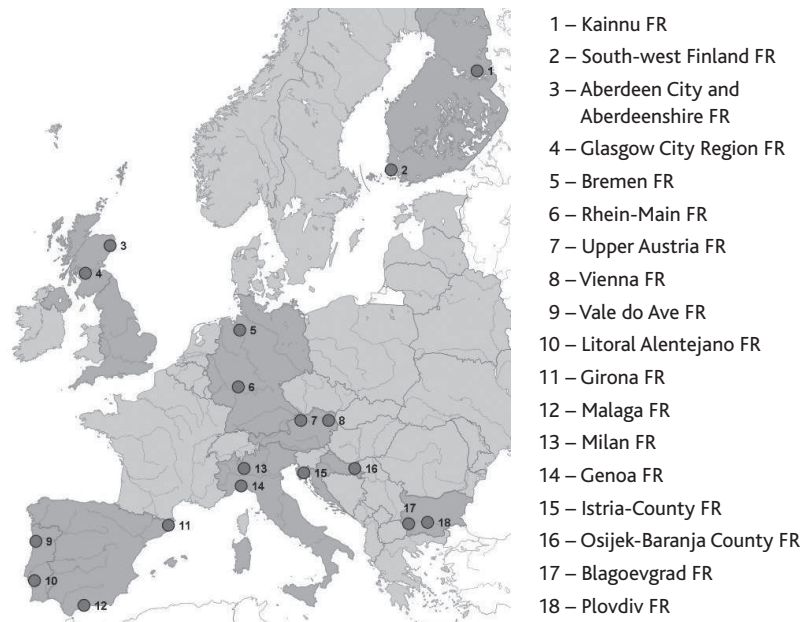 1 – Kainnu FR
2 – South-west Finland FR
3 – Aberdeen City and
Aberdeenshire FR
4 – Glasgow City Region FR
5 – Bremen FR
6 – Rhein-Main FR
7 – Upper Austria FR
8 – Vienna FR
9 – Vale do Ave FR
10 – Litoral Alentejano FR
11 – Girona FR
12 – Malaga FR
13 – Milan FR
14 – Genoa FR
15 – Istria-County FR
16 – Osijek-Baranja County FR
17 – Blagoevgrad FR
18 – Plovdiv FR
1
2
3
4
5
6
7
8
13
14
15
16
17
18
11
9
10
12